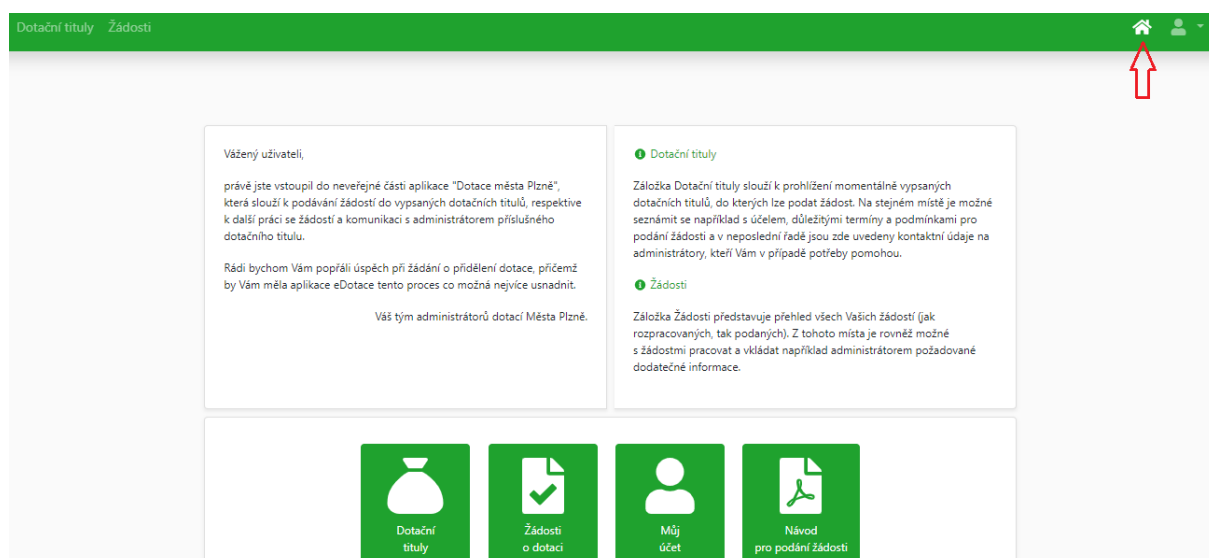 Dotační tituly Žádosti
Vážený uživateli,
právě jste vstoupil do neveřejné části aplikace "Dotace města Plzně",
která slouží k podávání žádostí do vypsaných dotačních titulů, respektive
k další práci se žádostí a komunikaci s administrátorem příslušného
dotačního titulu.
Rádi bychom Vám popřáli úspěch při žádání o přidělení dotace, přičemž
by Vám měla aplikace eDotace tento proces co možná nejvíce usnadnit.
Váš tým administrátorů dotací Města Plzně.
Dotační tituly
Záložka Dotační tituly slouží k prohlížení momentálně vypsaných
dotačních titulů, do kterých lze podat žádost. Na stejném místě je možné
seznámit se například s účelem, důležitými termíny a podmínkami pro
podání žádosti a v neposlední řadě jsou zde uvedeny kontaktní údaje na
administrátory, kteří Vám v případě potřeby pomohou.
Žádosti
Záložka Žádosti představuje přehled všech Vašich žádostí (jak
rozpracovaných, tak podaných). Z tohoto místa je rovněž možné
s žádostmi pracovat a vkládat například administrátorem požadované
dodatečné informace.
Dotační
tituly
Žádosti
o dotaci
Můj
účet
Návod
pro podání žádosti